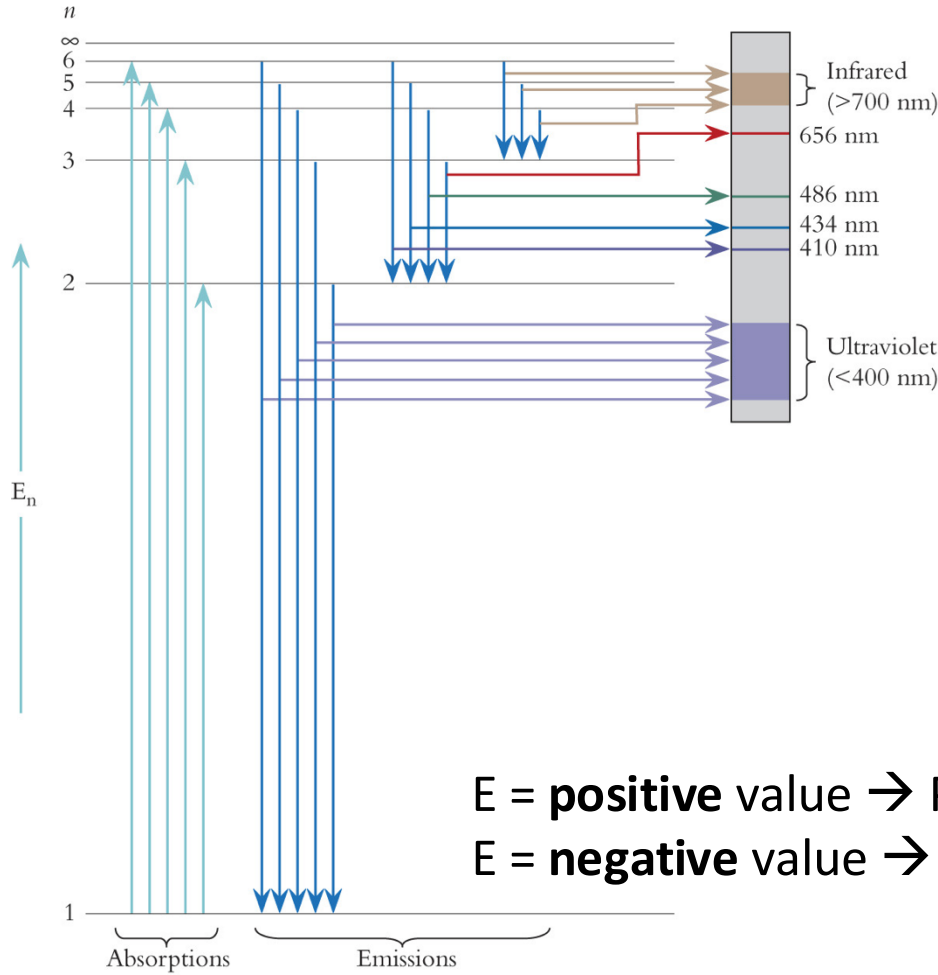 n
∞
6
5
4
3
2
1
E_n
Infrared
(>700 nm)
656 nm
486 nm
434 nm
410 nm
Ultraviolet
(<400 nm)
E = positive value →
E = negative value →
Absorptions
Emissions